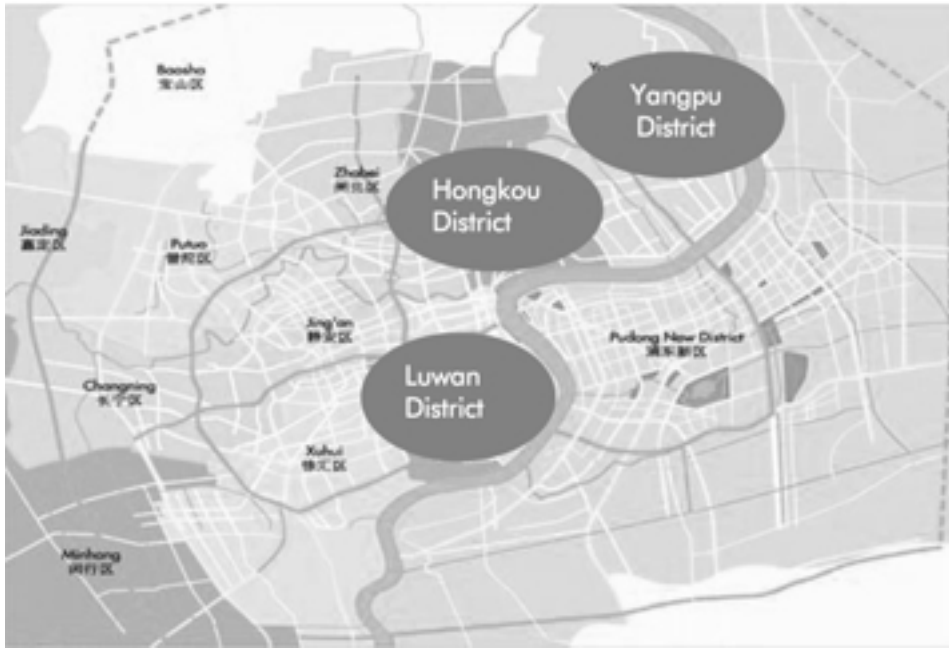 Baosha
宝山区
Yangpu
District
Zhabei
闸北区
Hongkou
District
Jiading
嘉定区
Putuo
普陀区
Jing'an
静安区
Pudong New District
浦东新区
Luwan
District
Changning
长宁区
Xuhui
徐汇区
Minhang
闵行区